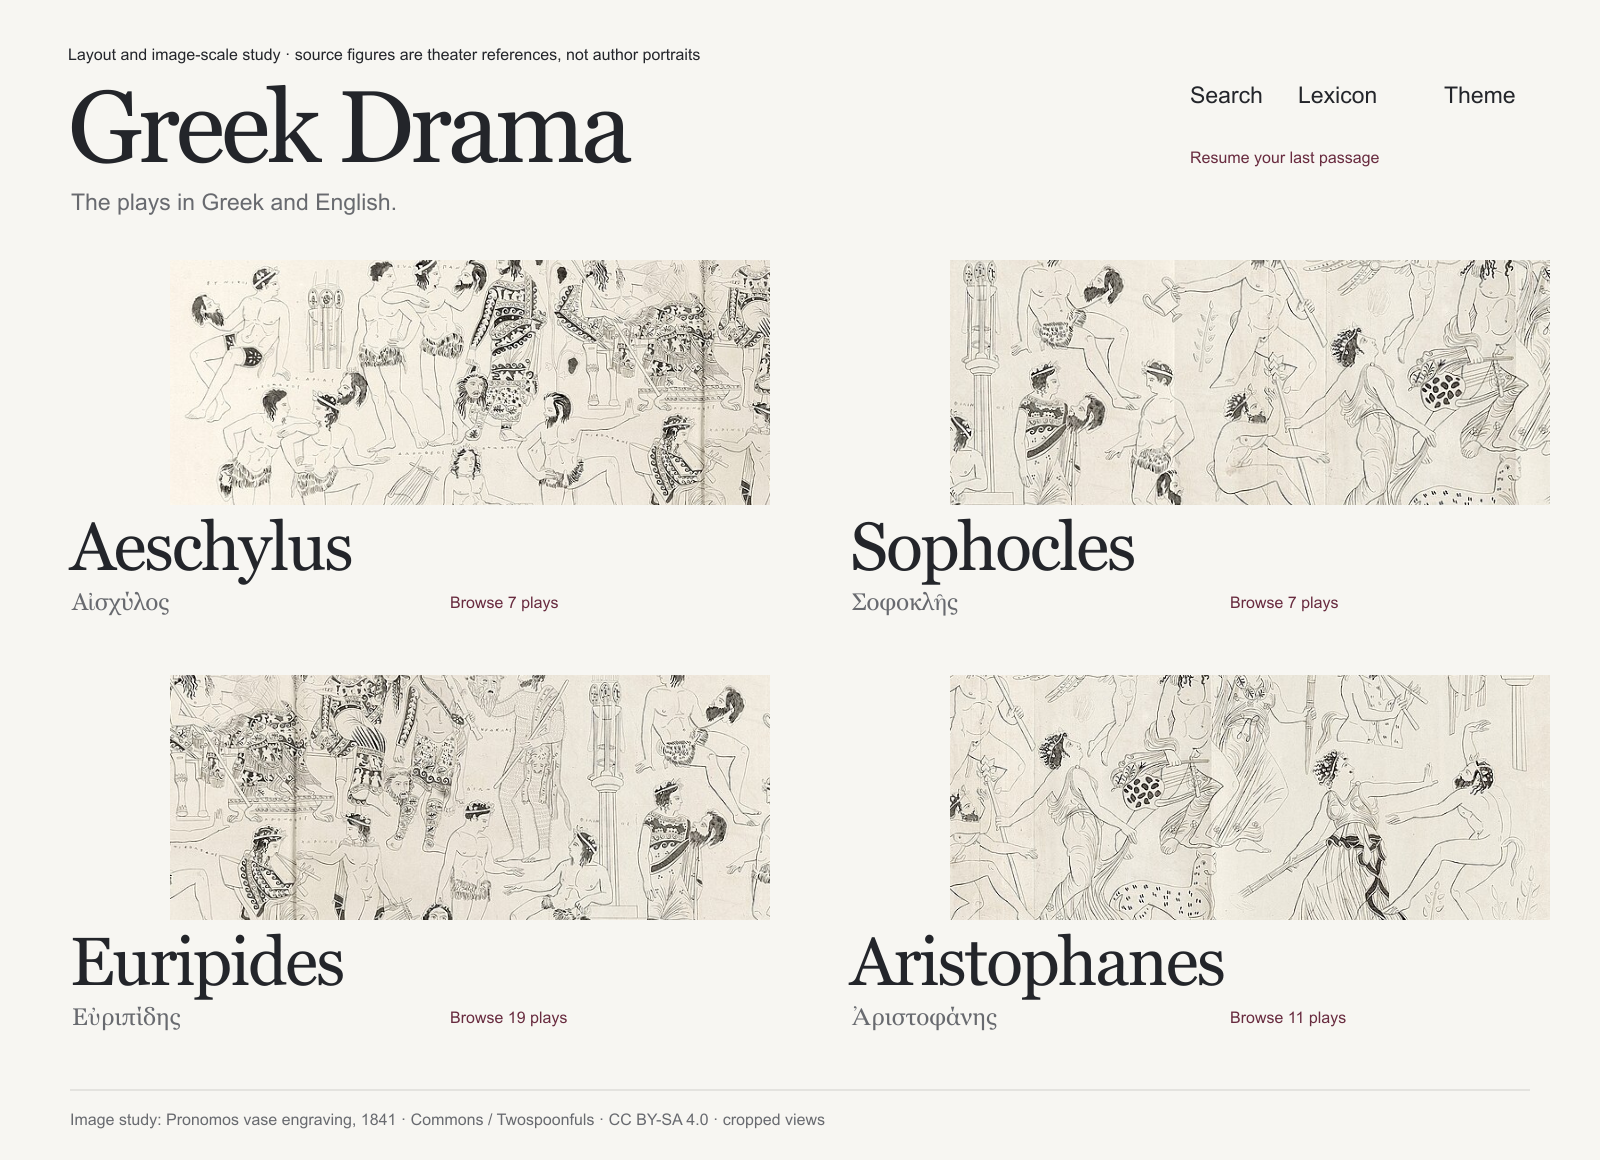 Layout and image-scale study · source figures are theater references, not author portraits
Greek Drama
Search Lexicon Theme
Resume your last passage
The plays in Greek and English.
Aeschylus
Αἰσχύλος
Browse 7 plays
Sophocles
Σοφοκλῆς
Browse 7 plays
Euripides
Εὐριπίδης
Browse 19 plays
Aristophanes
Ἀριστοφάνης
Browse 11 plays
Image study: Pronomos vase engraving, 1841 · Commons / Twospoonfuls · CC BY-SA 4.0 · cropped views